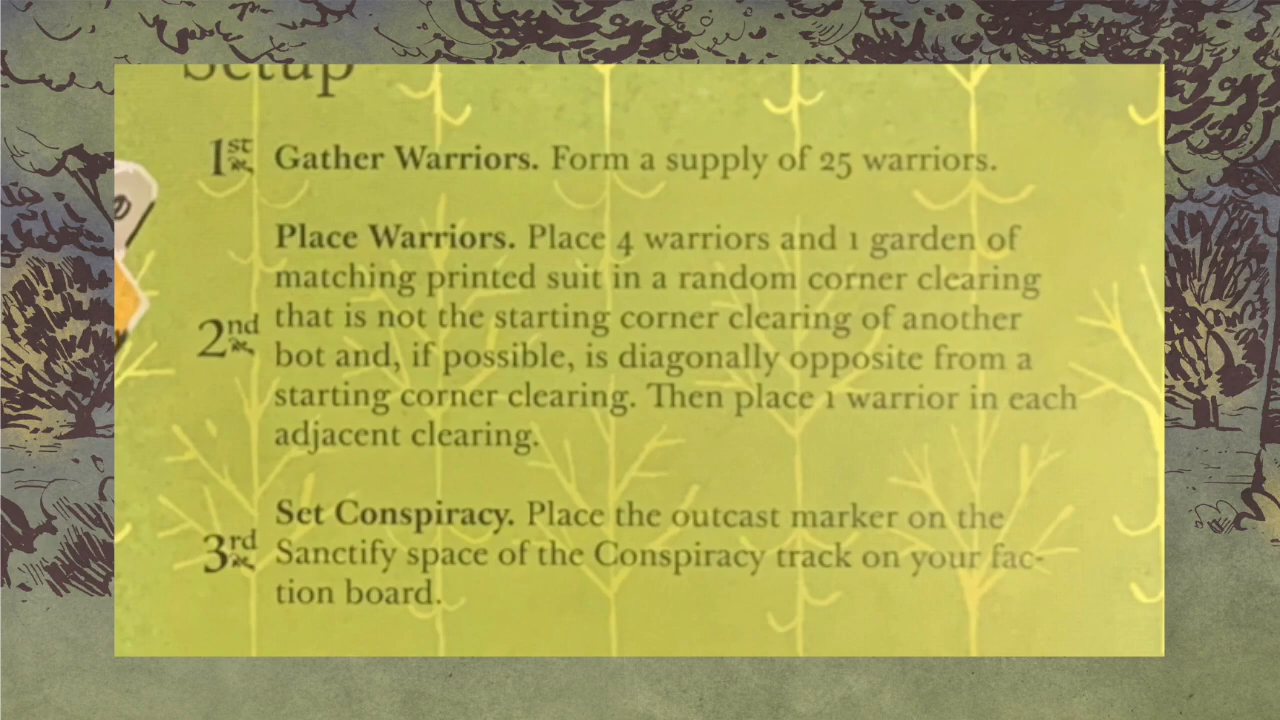 Setup
1st Gather Warriors. Form a supply of 25 warriors.
Place Warriors. Place 4 warriors and 1 garden of
matching printed suit in a random corner clearing
that is not the starting corner clearing of another
2nd
bot and, if possible, is diagonally opposite from a
starting corner clearing. Then place 1 warrior in each
adjacent clearing.
Set Conspiracy. Place the outcast marker on the
3rd Sanctify space of the Conspiracy track on your fac-
tion board.